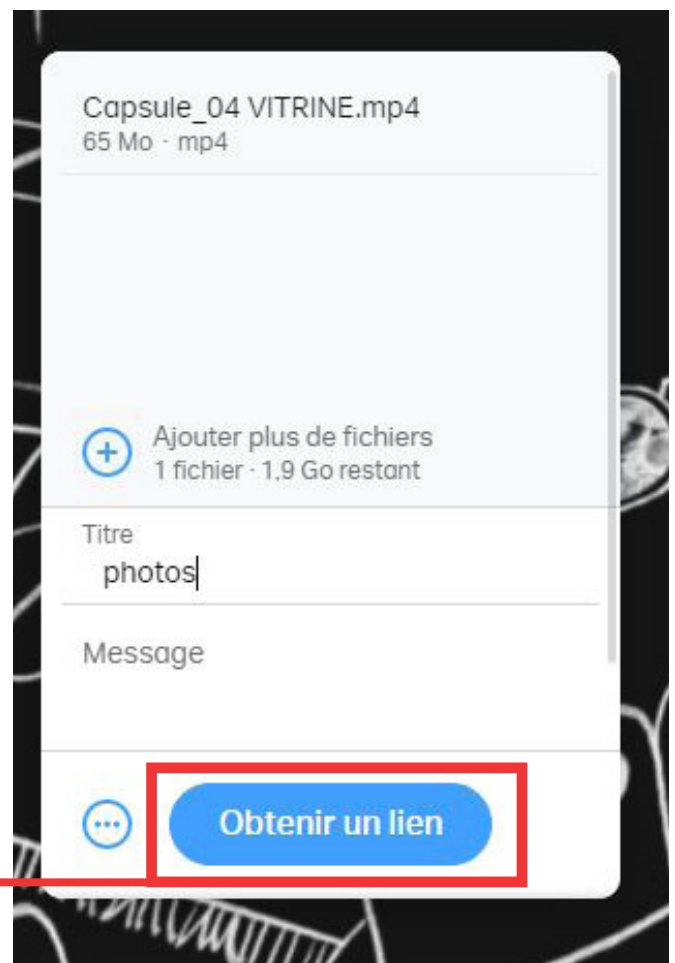 Capsule_04 VITRINE.mp4
65 Mo · mp4
Ajouter plus de fichiers
1 fichier · 1,9 Go restant
Titre
photos
Message
Obtenir un lien